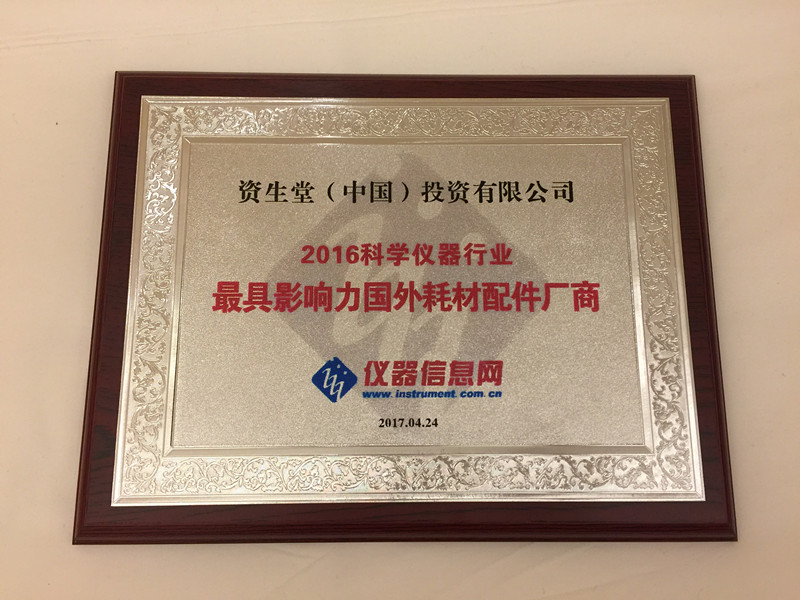 资生堂（中国）投资有限公司
2016科学仪器行业
最具影响力国外耗材配件厂商
仪器信息网
www.instrument.com.cn
2017.04.24